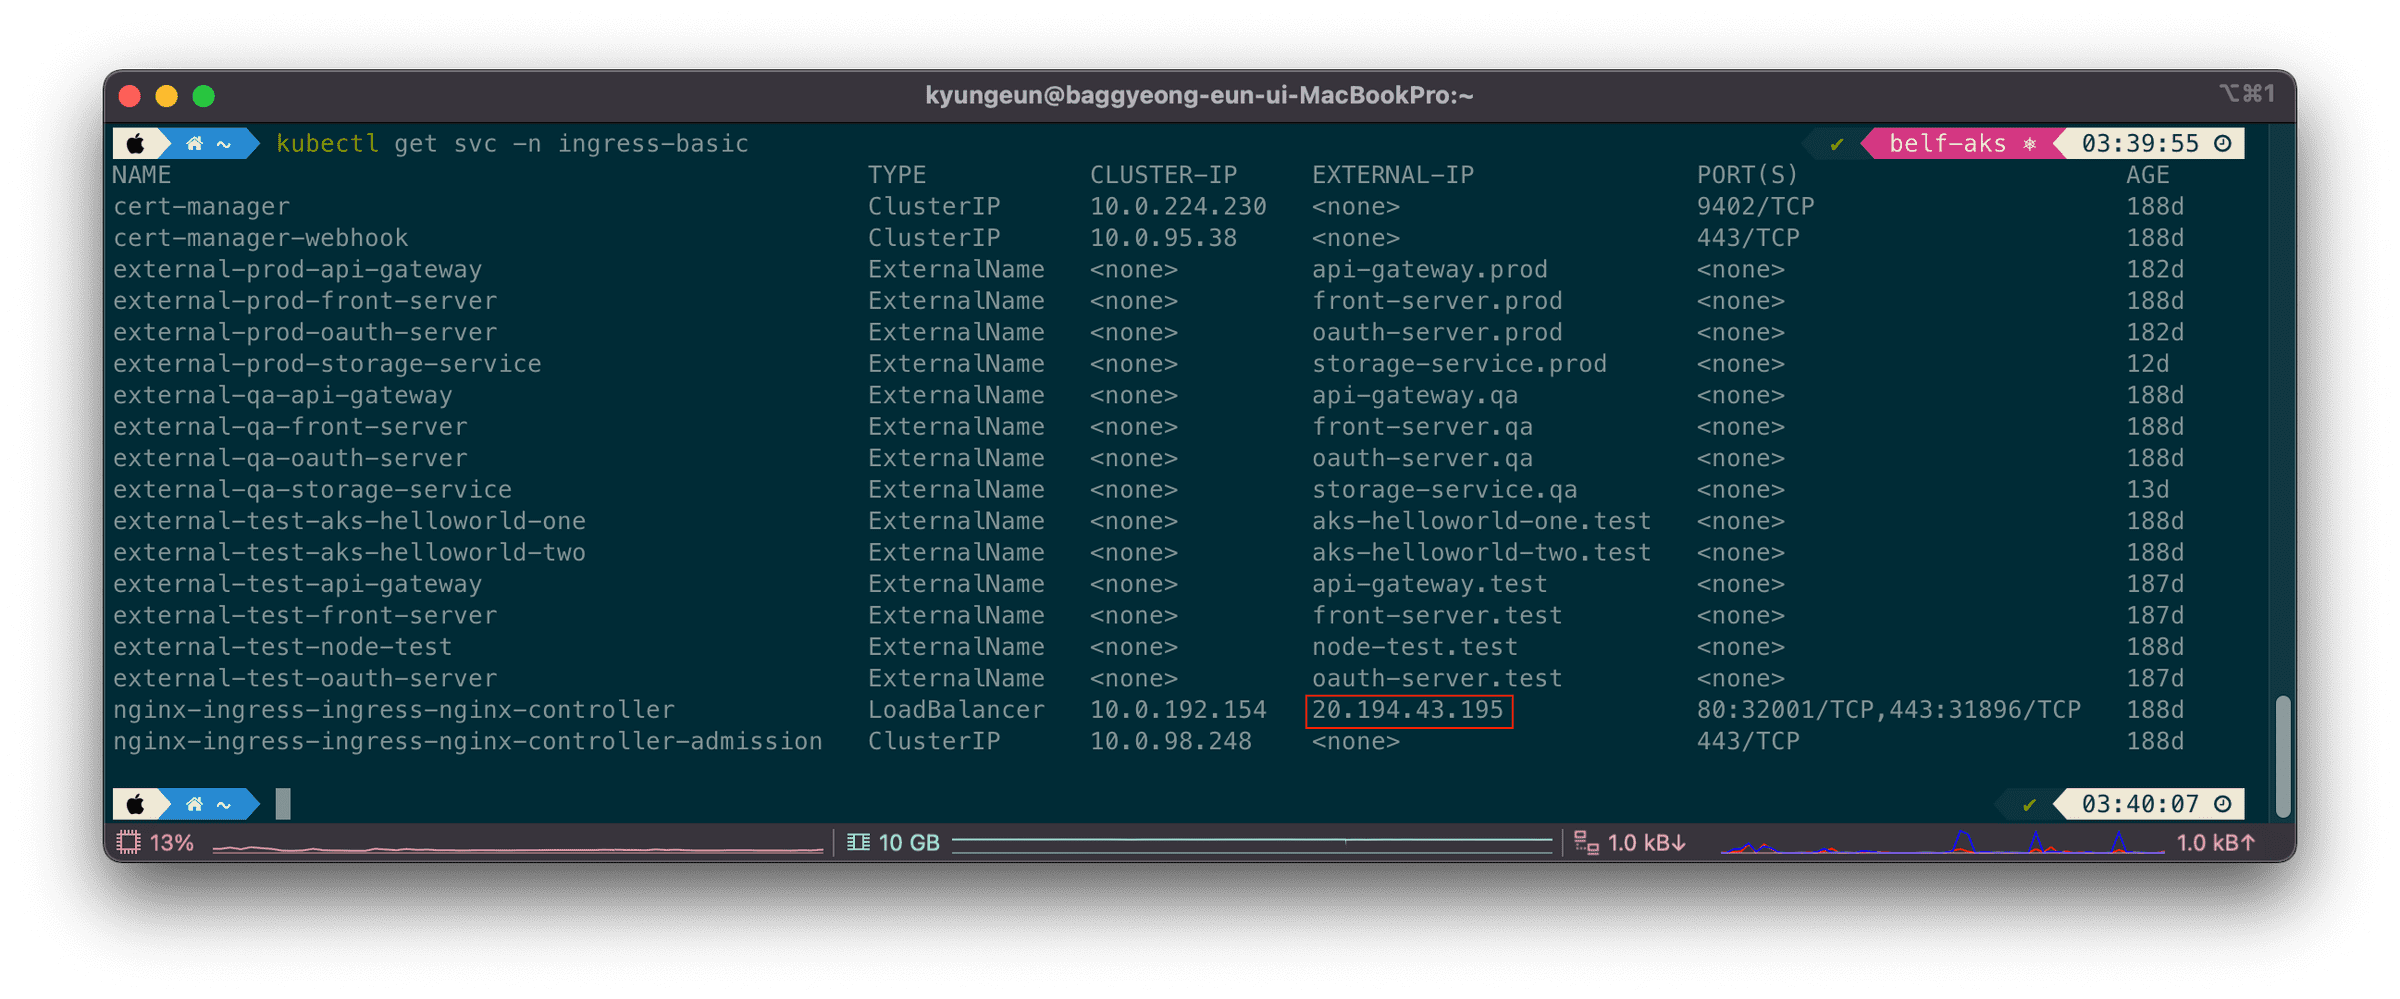 kyungeun@baggyeong-eun-ui-MacBookPro:~ ⌥⌘1
~ kubectl get svc -n ingress-basic ✔ belf-aks ⎈ 03:39:55
NAME TYPE CLUSTER-IP EXTERNAL-IP PORT(S) AGE
cert-manager ClusterIP 10.0.224.230 <none> 9402/TCP 188d
cert-manager-webhook ClusterIP 10.0.95.38 <none> 443/TCP 188d
external-prod-api-gateway ExternalName <none> api-gateway.prod <none> 182d
external-prod-front-server ExternalName <none> front-server.prod <none> 188d
external-prod-oauth-server ExternalName <none> oauth-server.prod <none> 182d
external-prod-storage-service ExternalName <none> storage-service.prod <none> 12d
external-qa-api-gateway ExternalName <none> api-gateway.qa <none> 188d
external-qa-front-server ExternalName <none> front-server.qa <none> 188d
external-qa-oauth-server ExternalName <none> oauth-server.qa <none> 188d
external-qa-storage-service ExternalName <none> storage-service.qa <none> 13d
external-test-aks-helloworld-one ExternalName <none> aks-helloworld-one.test <none> 188d
external-test-aks-helloworld-two ExternalName <none> aks-helloworld-two.test <none> 188d
external-test-api-gateway ExternalName <none> api-gateway.test <none> 187d
external-test-front-server ExternalName <none> front-server.test <none> 187d
external-test-node-test ExternalName <none> node-test.test <none> 188d
external-test-oauth-server ExternalName <none> oauth-server.test <none> 187d
nginx-ingress-ingress-nginx-controller LoadBalancer 10.0.192.154 20.194.43.195 80:32001/TCP,443:31896/TCP 188d
nginx-ingress-ingress-nginx-controller-admission ClusterIP 10.0.98.248 <none> 443/TCP 188d
~ ✔ 03:40:07
13% 10 GB 1.0 kB↓ 1.0 kB↑